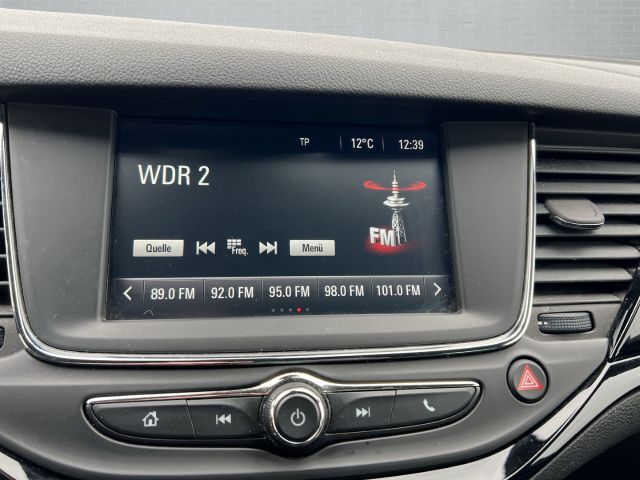 TP 12°C 12:39
WDR 2
FM
Quelle Freq. Menü
89.0 FM 92.0 FM 95.0 FM 98.0 FM 101.0 FM